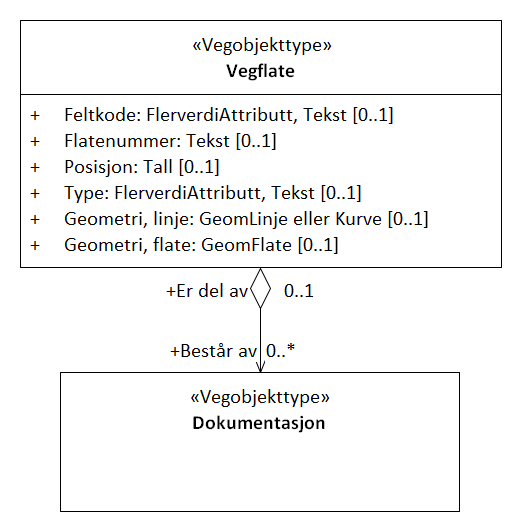 «Vegobjekttype»
Vegflate
+ Feltkode: FlerverdiAttributt, Tekst [0..1]
+ Flatenummer: Tekst [0..1]
+ Posisjon: Tall [0..1]
+ Type: FlerverdiAttributt, Tekst [0..1]
+ Geometri, linje: GeomLinje eller Kurve [0..1]
+ Geometri, flate: GeomFlate [0..1]
+Er del av 0..1
+Består av 0..*
«Vegobjekttype»
Dokumentasjon